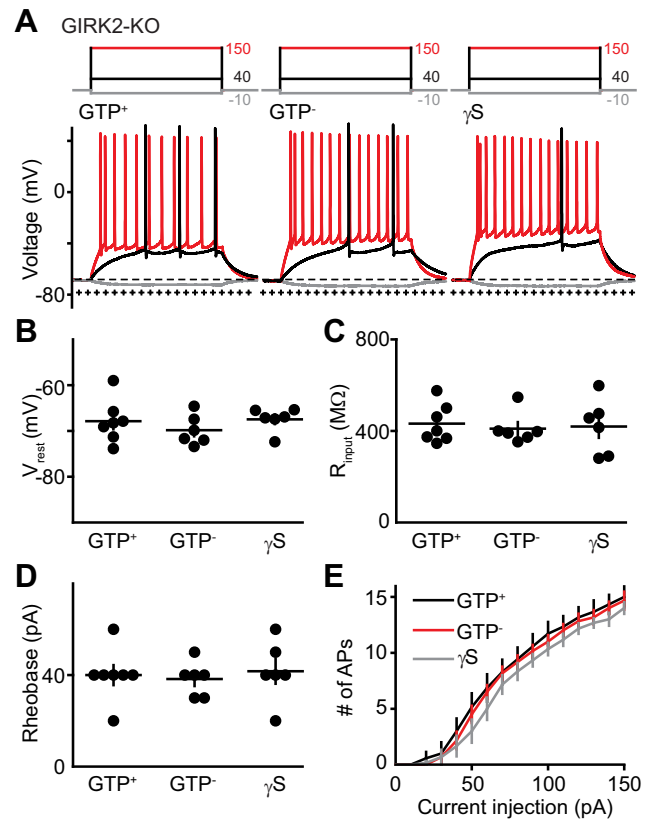 A
GIRK2-KO
150
40
-10
150
40
-10
150
40
-10
GTP+
GTP-
γS
Voltage (mV)
0
-80
B
V_rest (mV)
-60
-80
GTP+
GTP-
γS
C
R_input (MΩ)
800
400
0
GTP+
GTP-
γS
D
Rheobase (pA)
40
0
GTP+
GTP-
γS
E
# of APs
15
10
5
0
GTP+
GTP-
γS
0
50
100
150
Current injection (pA)